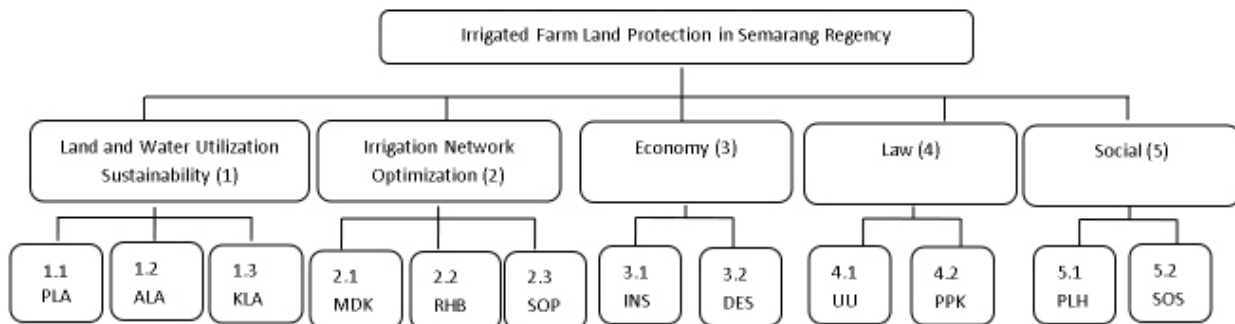 Irrigated Farm Land Protection in Semarang Regency
Land and Water Utilization
Sustainability (1)
Irrigation Network
Optimization (2)
Economy (3)
Law (4)
Social (5)
1.1
PLA
1.2
ALA
1.3
KLA
2.1
MDK
2.2
RHB
2.3
SOP
3.1
INS
3.2
DES
4.1
UU
4.2
PPK
5.1
PLH
5.2
SOS